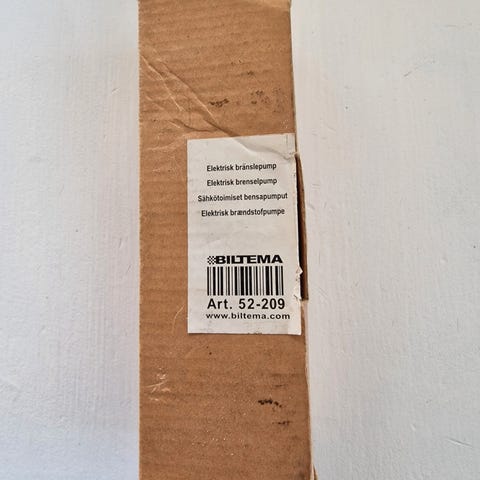 Elektrisk bränslepump
Elektrisk brenselpump
Sähkötoimiset bensapumput
Elektrisk brændstofpumpe
BILTEMA
Art. 52-209
www.biltema.com